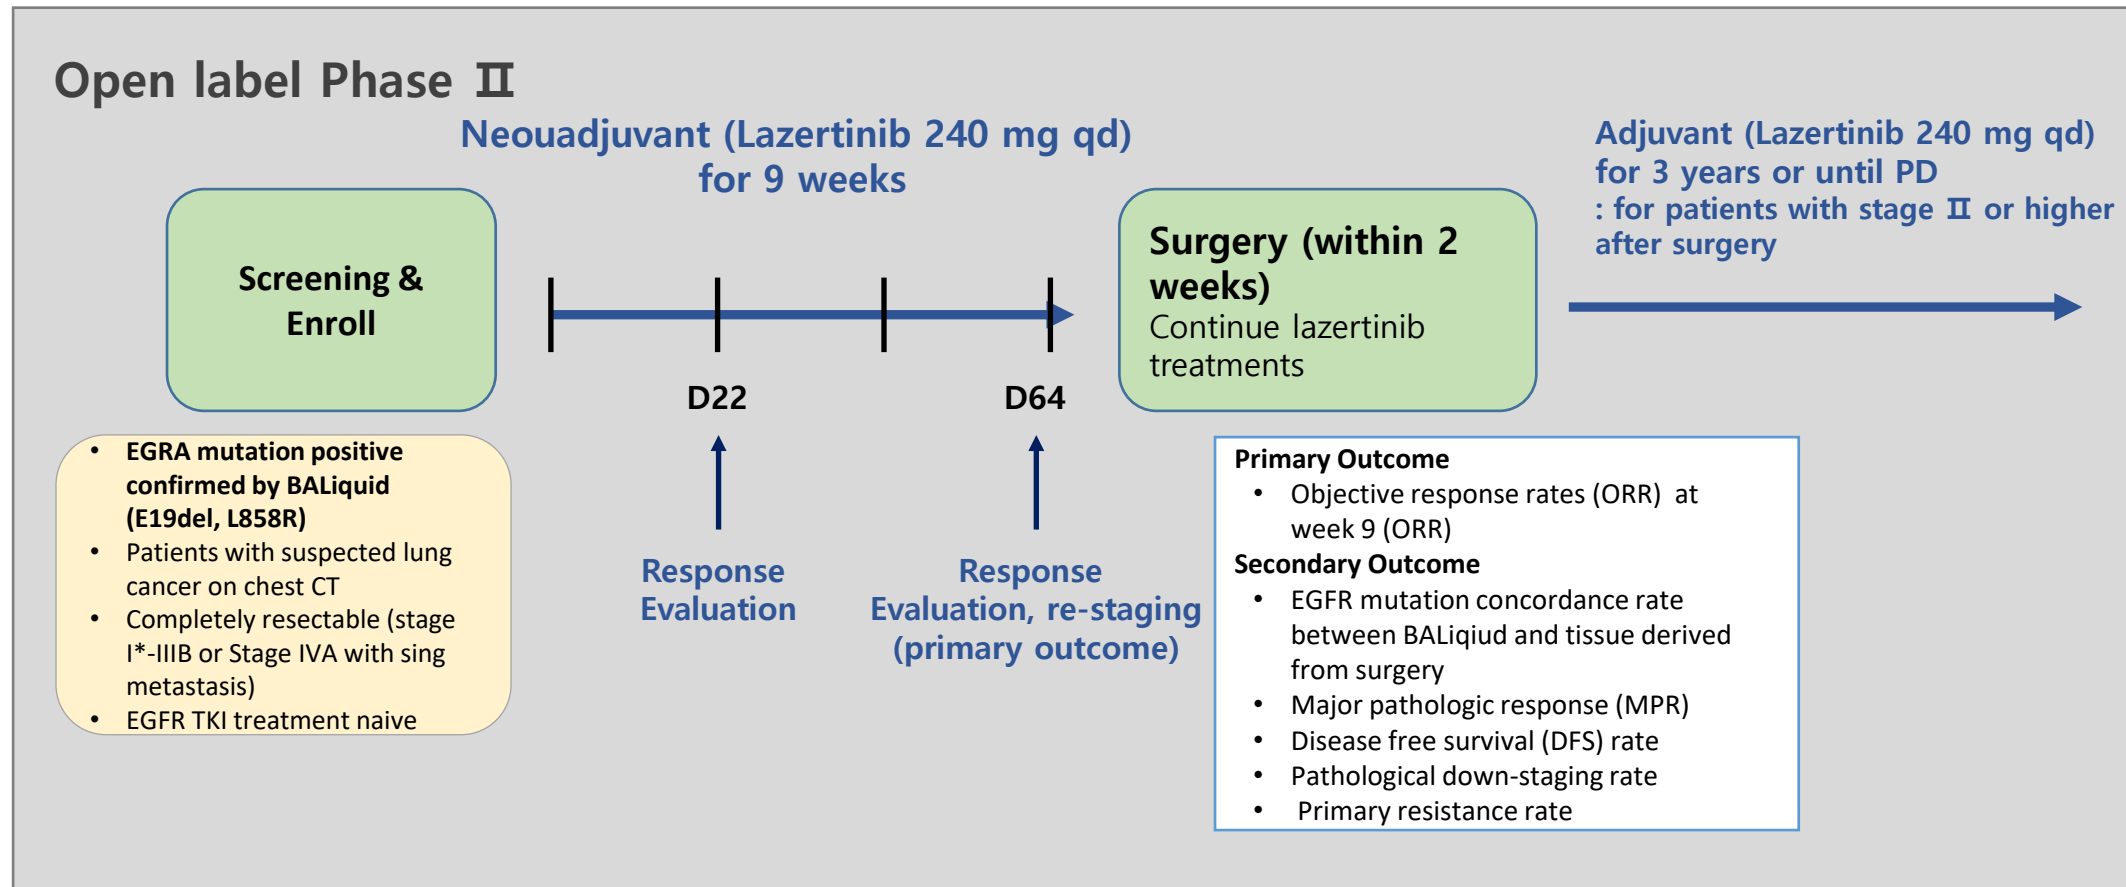 Open label Phase Ⅱ
Neouadjuvant (Lazertinib 240 mg qd)
for 9 weeks
Adjuvant (Lazertinib 240 mg qd)
for 3 years or until PD
: for patients with stage Ⅱ or higher
after surgery
Screening &
Enroll
Surgery (within 2
weeks)
Continue lazertinib
treatments
D22
D64
Response
Evaluation
Response
Evaluation, re-staging
(primary outcome)
• EGRA mutation positive
confirmed by BALiquid
(E19del, L858R)
• Patients with suspected lung
cancer on chest CT
• Completely resectable (stage
I*-IIIB or Stage IVA with sing
metastasis)
• EGFR TKI treatment naive
Primary Outcome
• Objective response rates (ORR) at
week 9 (ORR)
Secondary Outcome
• EGFR mutation concordance rate
between BALiqiud and tissue derived
from surgery
• Major pathologic response (MPR)
• Disease free survival (DFS) rate
• Pathological down-staging rate
• Primary resistance rate